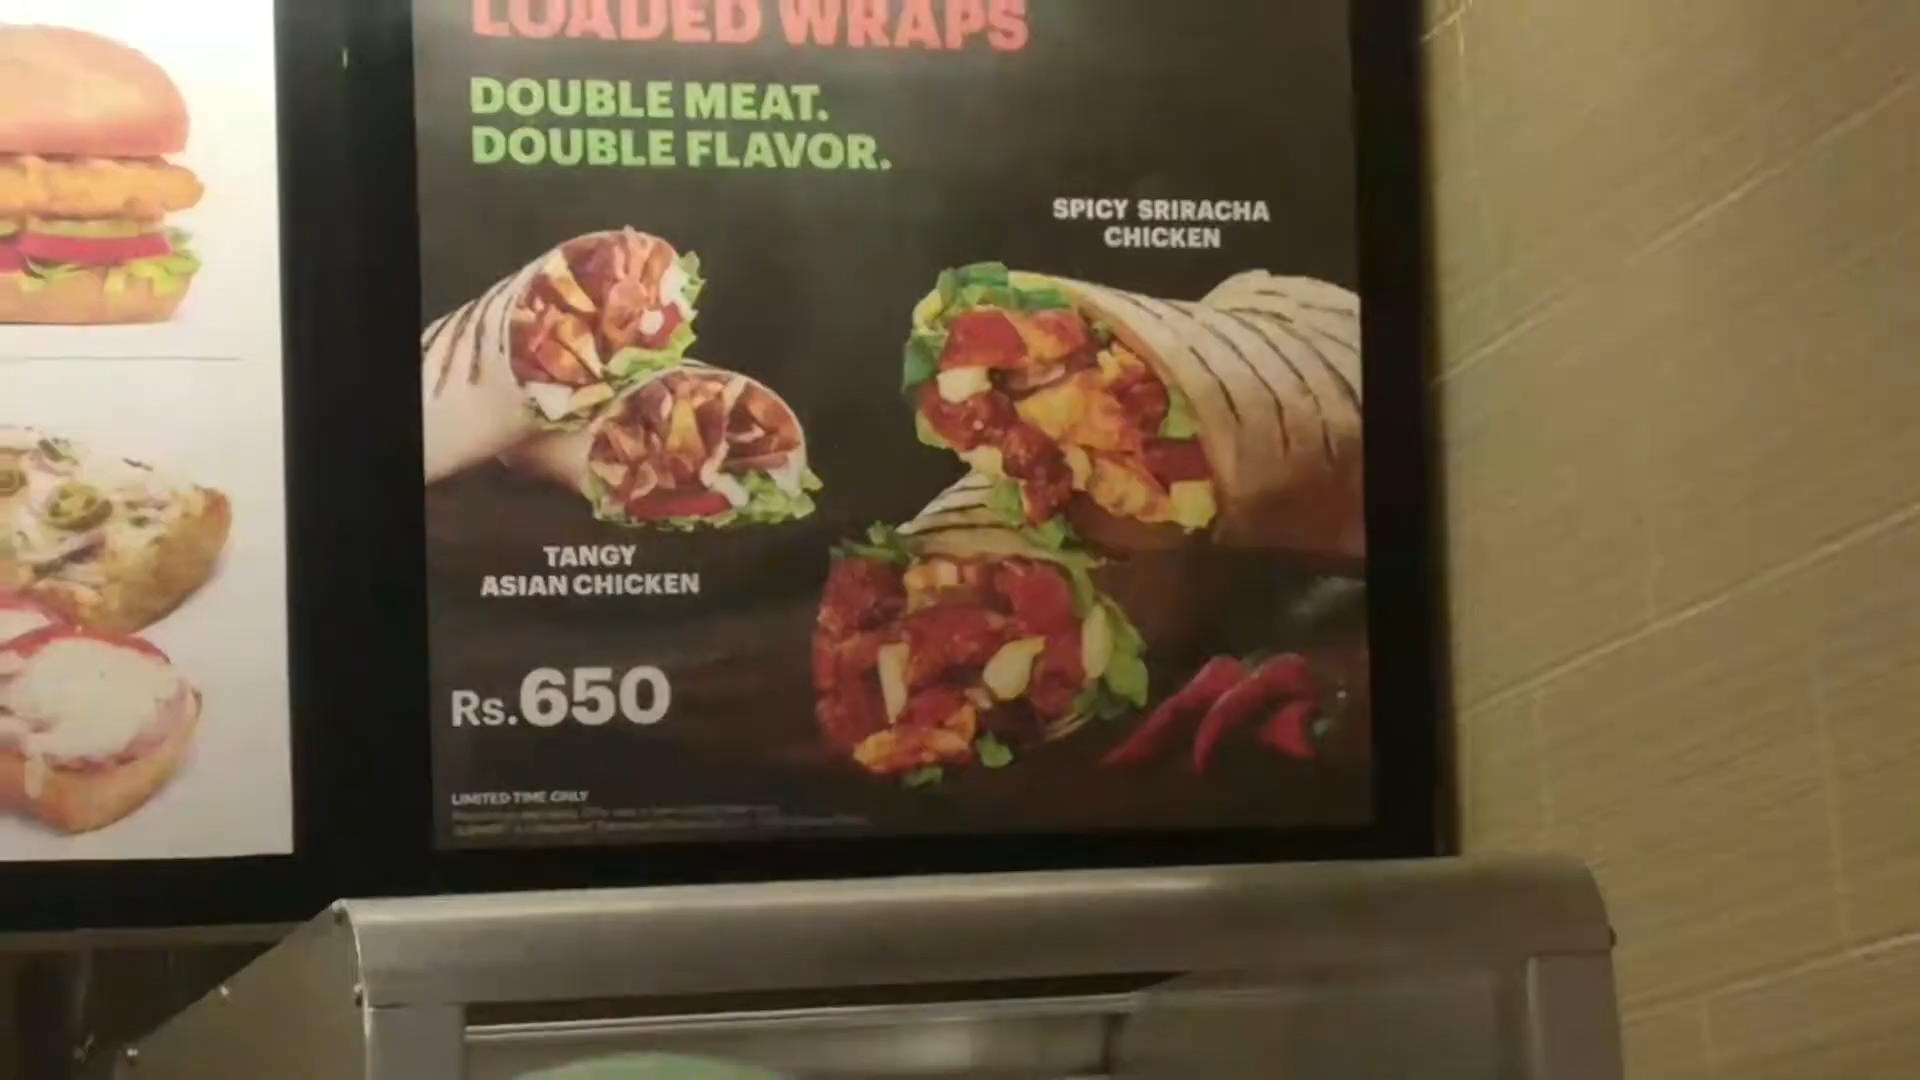 LOADED WRAPS
DOUBLE MEAT.
DOUBLE FLAVOR.
SPICY SRIRACHA
CHICKEN
TANGY
ASIAN CHICKEN
Rs.650
LIMITED TIME ONLY